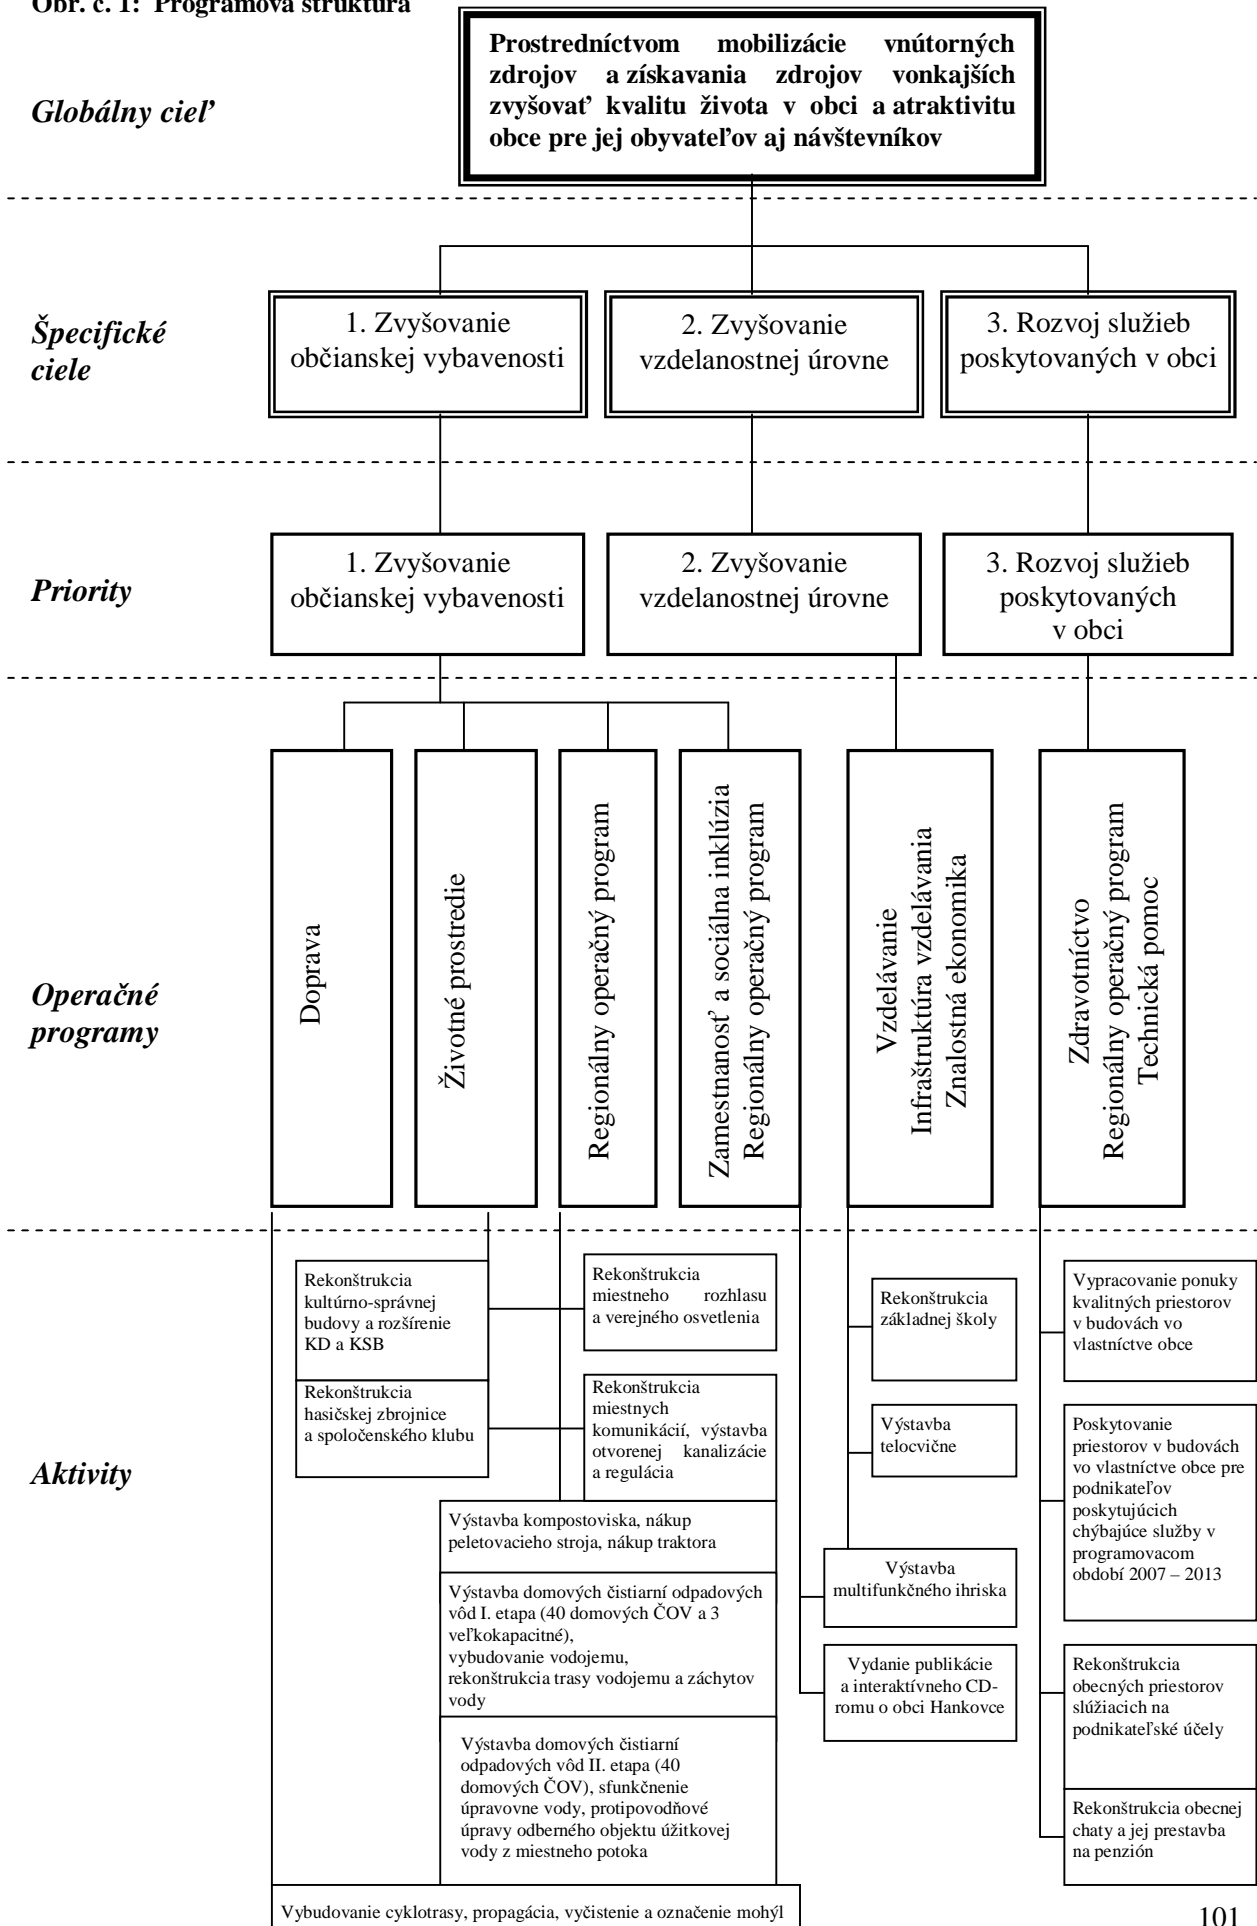 Obr. č. 1:  Programová štruktúra
Prostredníctvom mobilizácie vnútorných
zdrojov a získavania zdrojov vonkajších
zvyšovať kvalitu života v obci a atraktivitu
obce pre jej obyvateľov aj návštevníkov
Globálny cieľ
Špecifické
ciele
1. Zvyšovanie
občianskej vybavenosti
2. Zvyšovanie
vzdelanostnej úrovne
3. Rozvoj služieb
poskytovaných v obci
Priority
1. Zvyšovanie
občianskej vybavenosti
2. Zvyšovanie
vzdelanostnej úrovne
3. Rozvoj služieb
poskytovaných
v obci
Operačné
programy
Doprava
Životné prostredie
Regionálny operačný program
Zamestnanosť a sociálna inklúzia
Regionálny operačný program
Vzdelávanie
Infraštruktúra vzdelávania
Znalostná ekonomika
Zdravotníctvo
Regionálny operačný program
Technická pomoc
Aktivity
Rekonštrukcia
kultúrno-správnej
budovy a rozšírenie
KD a KSB
Rekonštrukcia
hasičskej zbrojnice
a spoločenského klubu
Rekonštrukcia
miestneho rozhlasu
a verejného osvetlenia
Rekonštrukcia
miestnych
komunikácií, výstavba
otvorenej kanalizácie
a regulácia
Výstavba kompostoviska, nákup
peletovacieho stroja, nákup traktora
Výstavba domových čistiarní odpadových
vôd I. etapa (40 domových ČOV a 3
veľkokapacitné),
vybudovanie vodojemu,
rekonštrukcia trasy vodojemu a záchytov
vody
Výstavba domových čistiarní
odpadových vôd II. etapa (40
domových ČOV), sfunkčnenie
úpravovne vody, protipovodňové
úpravy odberného objektu úžitkovej
vody z miestneho potoka
Vybudovanie cyklotrasy, propagácia, vyčistenie a označenie mohýl
Rekonštrukcia
základnej školy
Výstavba
telocvične
Výstavba
multifunkčného ihriska
Vydanie publikácie
a interaktívneho CD-
romu o obci Hankovce
Vypracovanie ponuky
kvalitných priestorov
v budovách vo
vlastníctve obce
Poskytovanie
priestorov v budovách
vo vlastníctve obce pre
podnikateľov
poskytujúcich
chýbajúce služby v
programovacom
období 2007 – 2013
Rekonštrukcia
obecných priestorov
slúžiacich na
podnikateľské účely
Rekonštrukcia obecnej
chaty a jej prestavba
na penzión
101